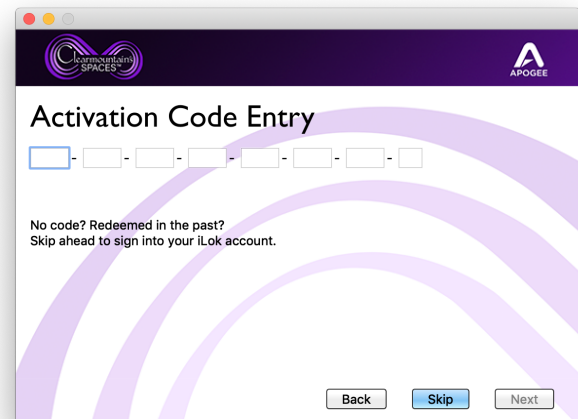 Clearmountain's
SPACES™
APOGEE
Activation Code Entry
- - - - - - -
No code? Redeemed in the past?
Skip ahead to sign into your iLok account.
Back Skip Next